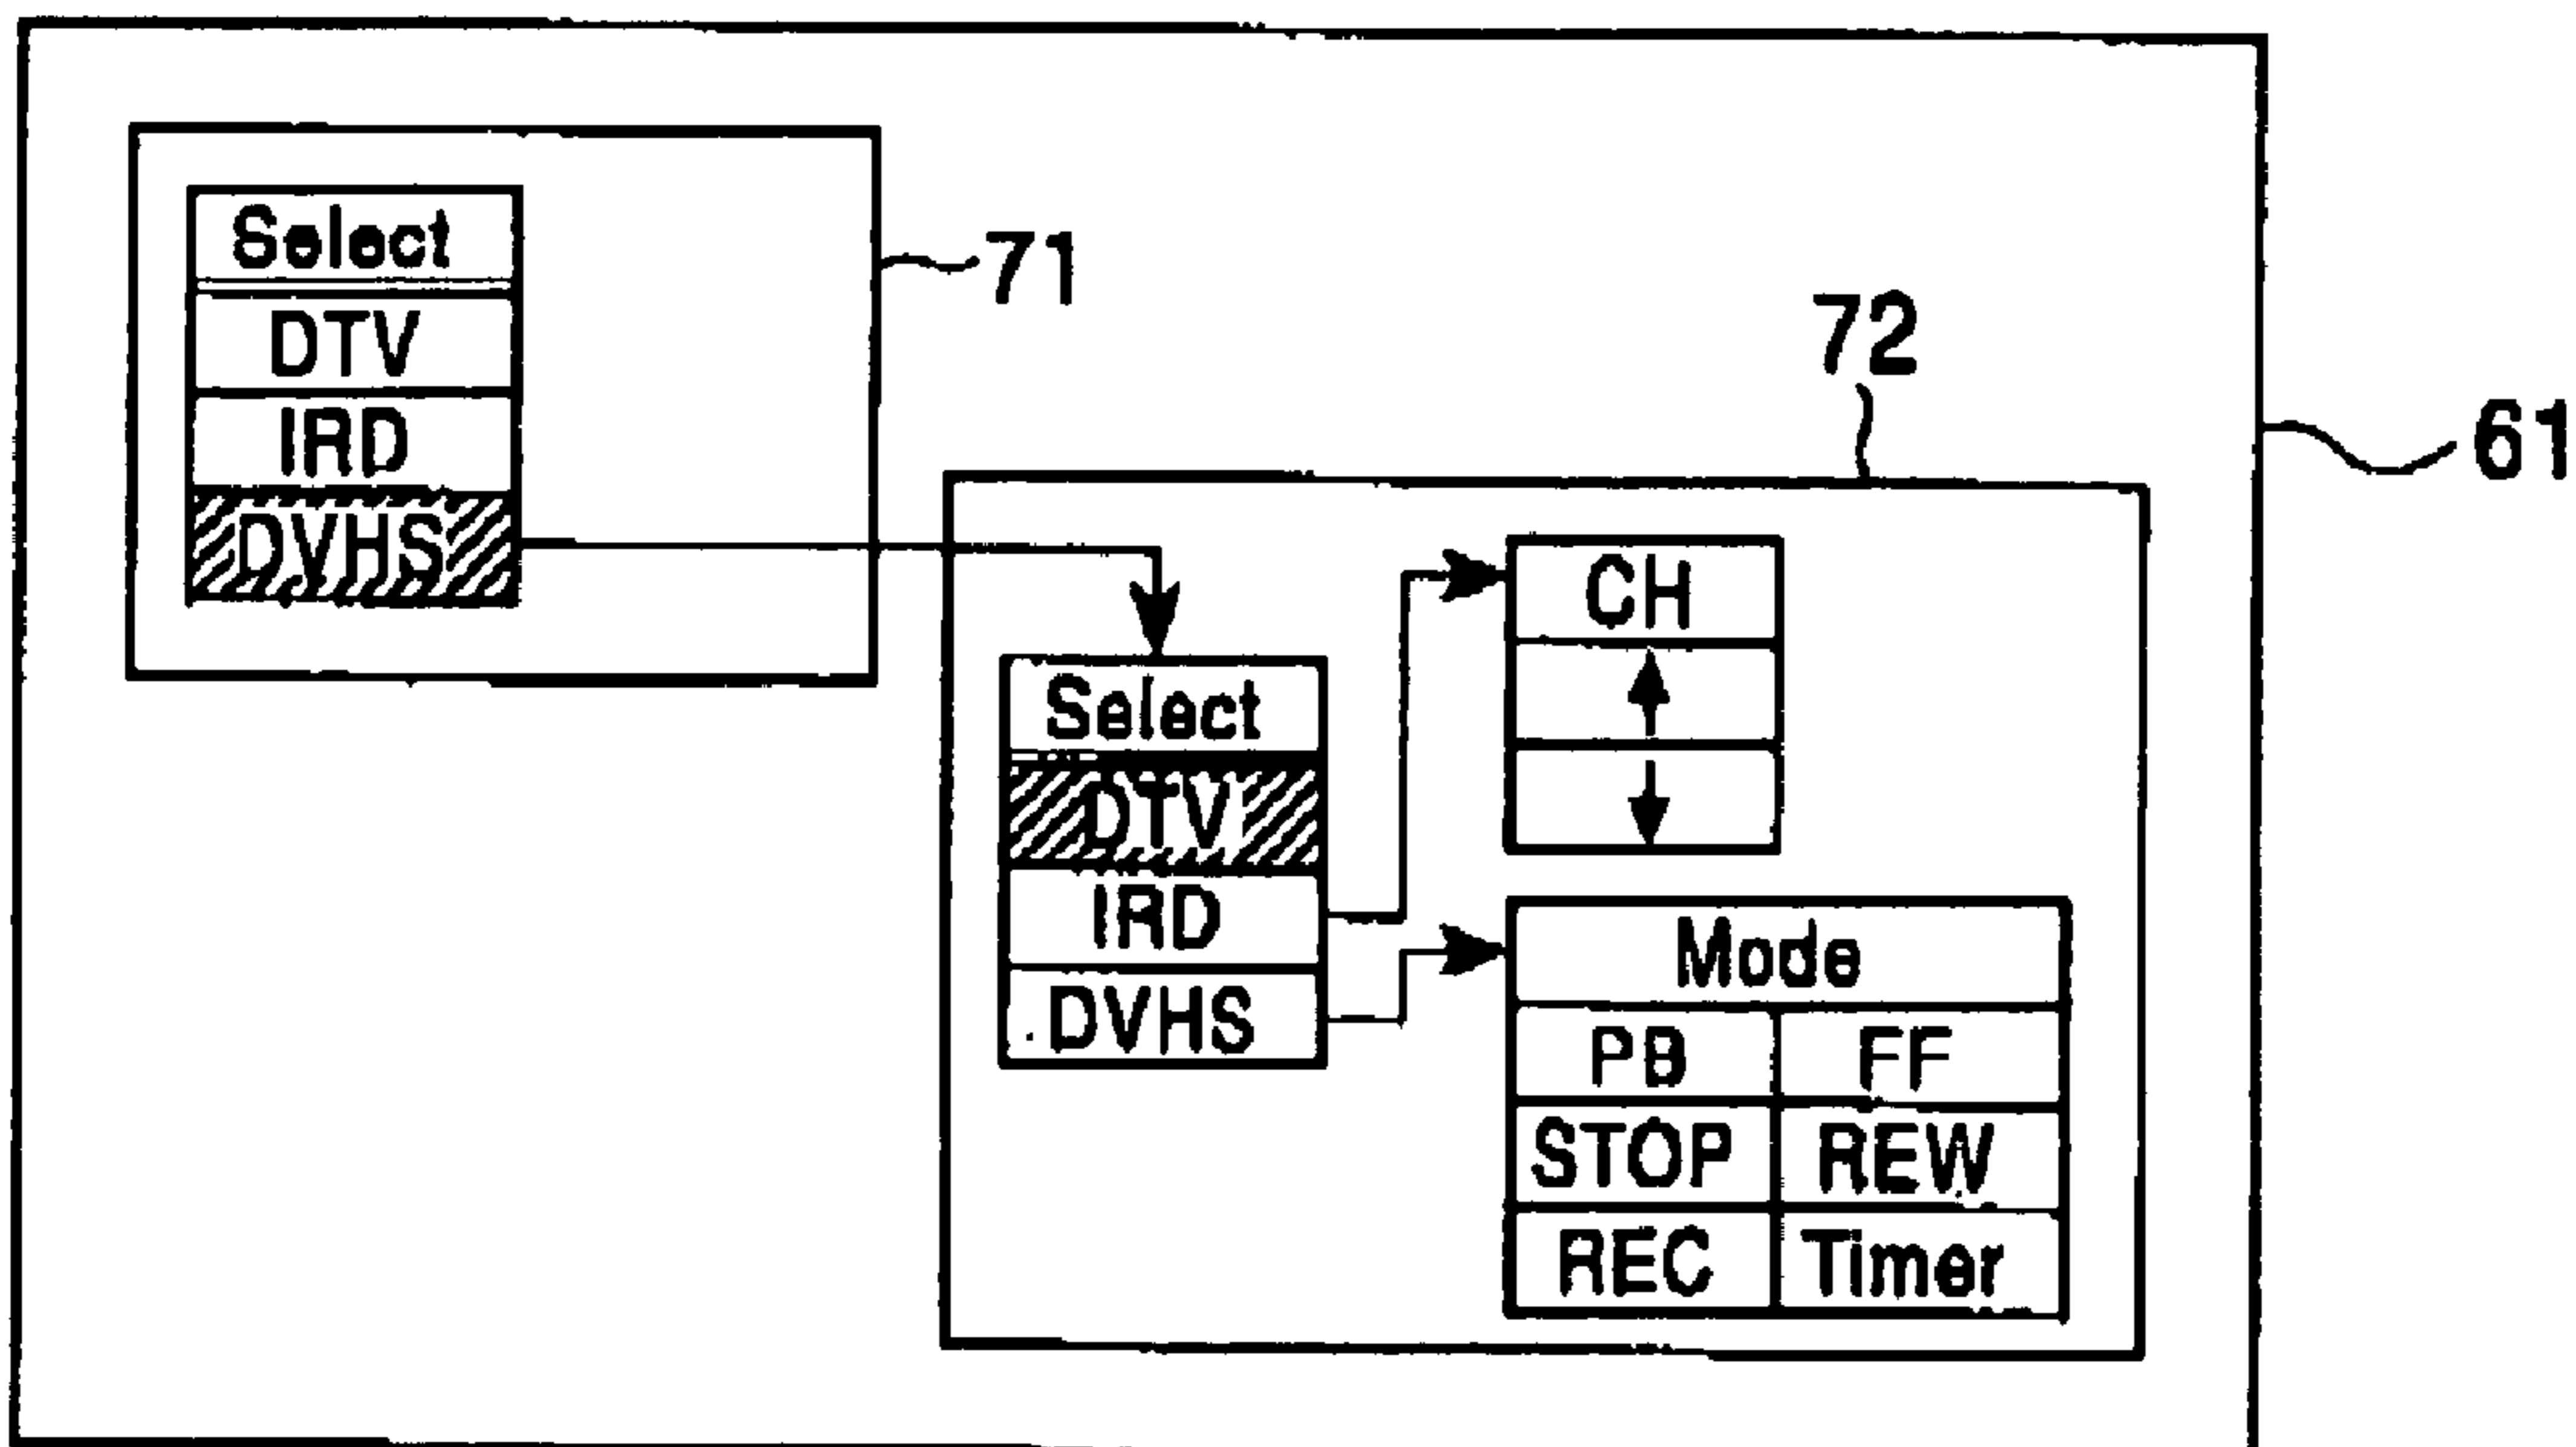 Select
DTV
IRD
DVHS
71
72
61
Select
DTV
IRD
DVHS
CH
Mode
PB FF
STOP REW
REC Timer